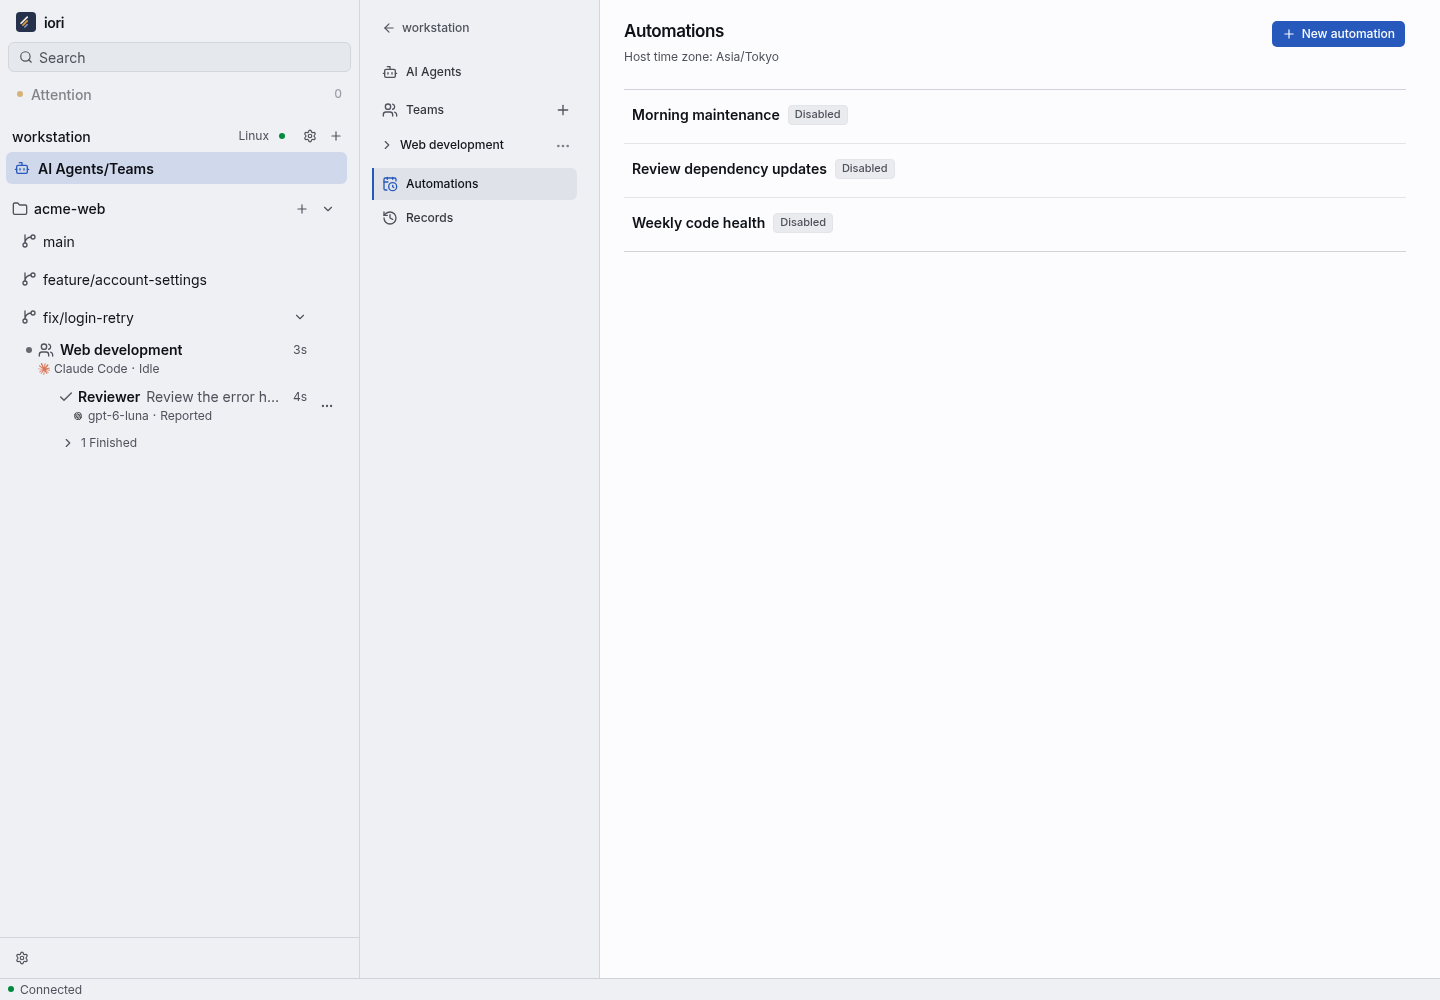 iori
Search
Attention 0
workstation Linux
AI Agents/Teams
acme-web
main
feature/account-settings
fix/login-retry
Web development 3s
Claude Code · Idle
Reviewer Review the error h... 4s
gpt-6-luna · Reported
1 Finished
Connected
workstation
AI Agents
Teams
Web development
Automations
Records
Automations
Host time zone: Asia/Tokyo
New automation
Morning maintenance Disabled
Review dependency updates Disabled
Weekly code health Disabled